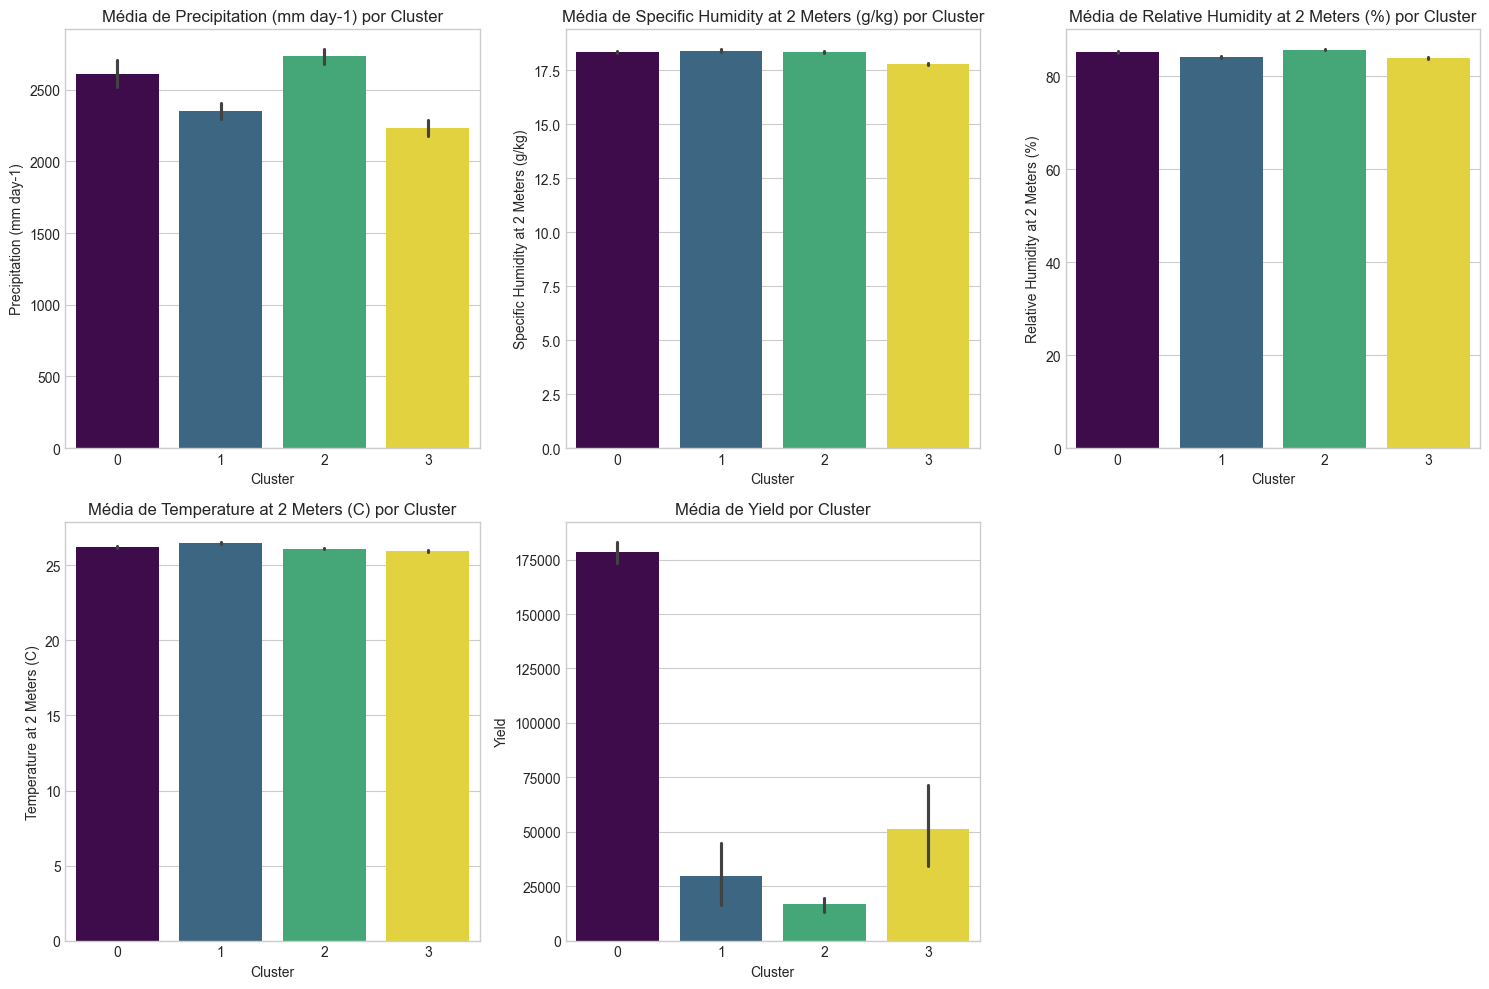 Média de Precipitation (mm day-1) por Cluster
Precipitation (mm day-1)
2500
2000
1500
1000
500
0
0 1 2 3
Cluster
Média de Specific Humidity at 2 Meters (g/kg) por Cluster
Specific Humidity at 2 Meters (g/kg)
17.5
15.0
12.5
10.0
7.5
5.0
2.5
0.0
0 1 2 3
Cluster
Média de Relative Humidity at 2 Meters (%) por Cluster
Relative Humidity at 2 Meters (%)
80
60
40
20
0
0 1 2 3
Cluster
Média de Temperature at 2 Meters (C) por Cluster
Temperature at 2 Meters (C)
25
20
15
10
5
0
0 1 2 3
Cluster
Média de Yield por Cluster
Yield
175000
150000
125000
100000
75000
50000
25000
0
0 1 2 3
Cluster